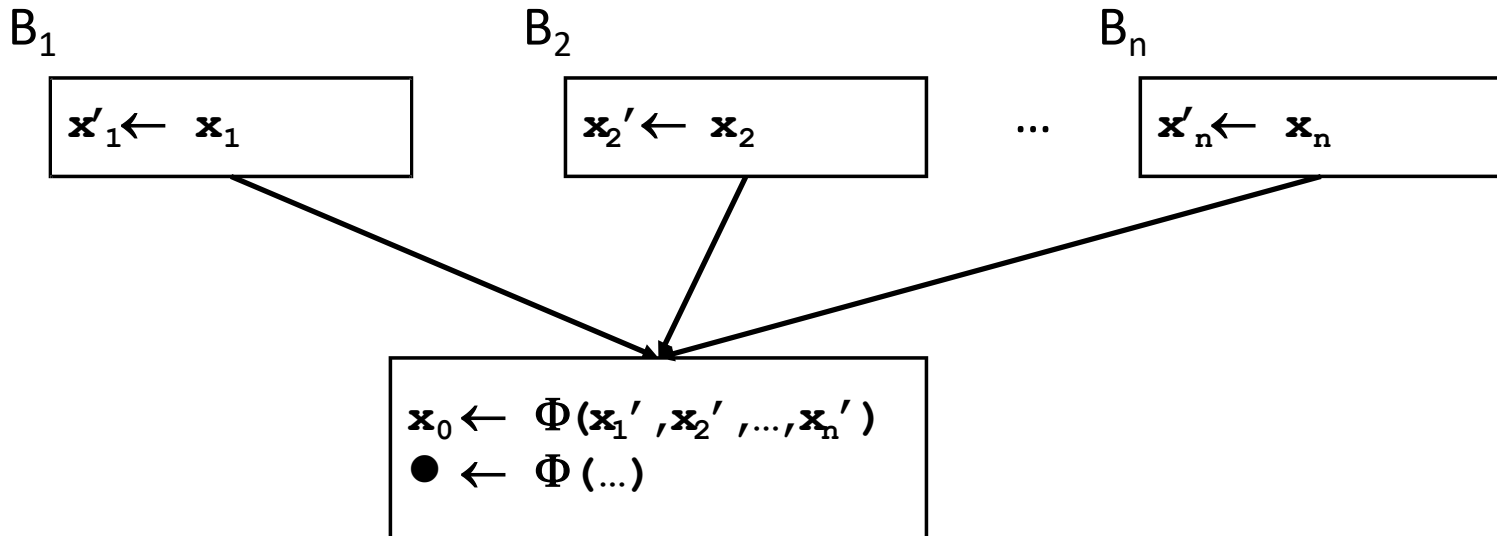 B₁
B₂
Bₙ
x'₁← x₁
x₂'← x₂
...
x'ₙ← xₙ
x₀← Φ(x₁',x₂',…,xₙ')
● ← Φ(…)